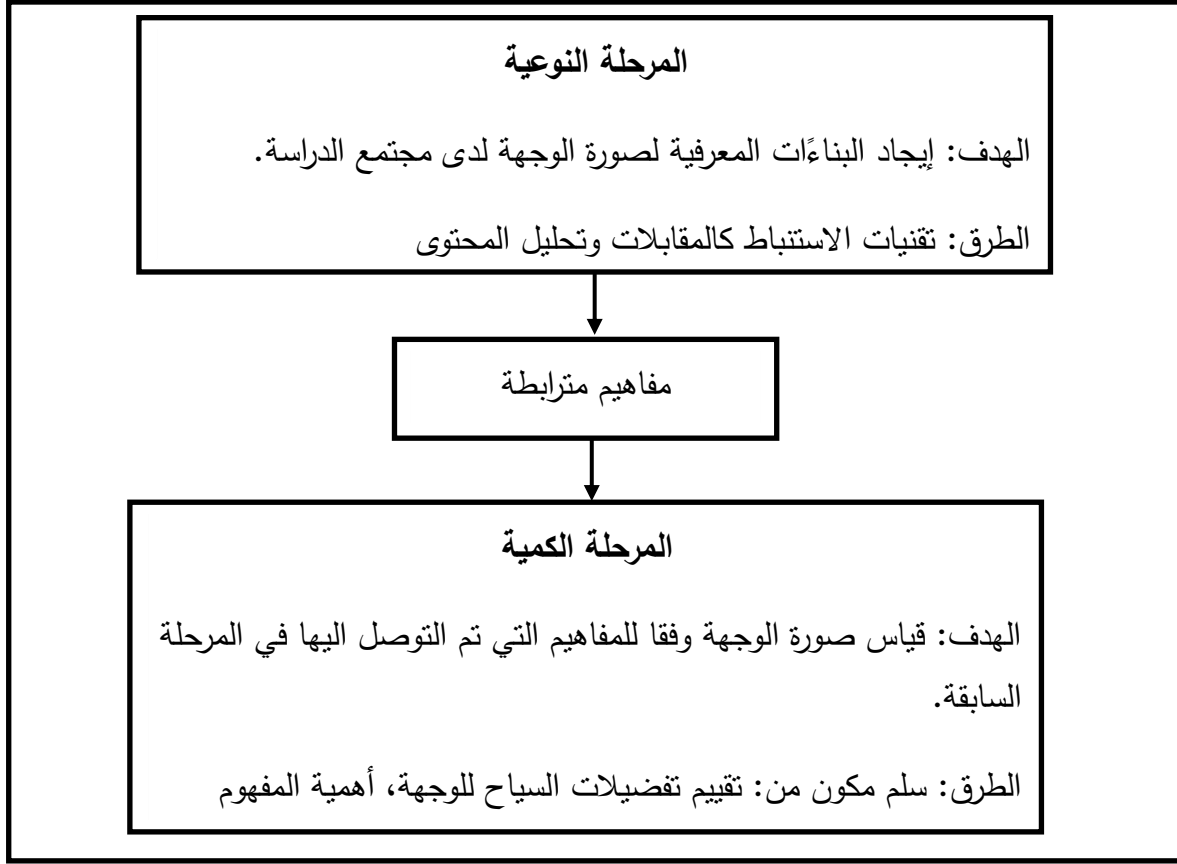 المرحلة النوعية
الهدف: إيجاد البناءًات المعرفية لصورة الوجهة لدى مجتمع الدراسة.
الطرق: تقنيات الاستنباط كالمقابلات وتحليل المحتوى
مفاهيم مترابطة
المرحلة الكمية
الهدف: قياس صورة الوجهة وفقا للمفاهيم التي تم التوصل اليها في المرحلة
السابقة.
الطرق: سلم مكون من: تقييم تفضيلات السياح للوجهة، أهمية المفهوم